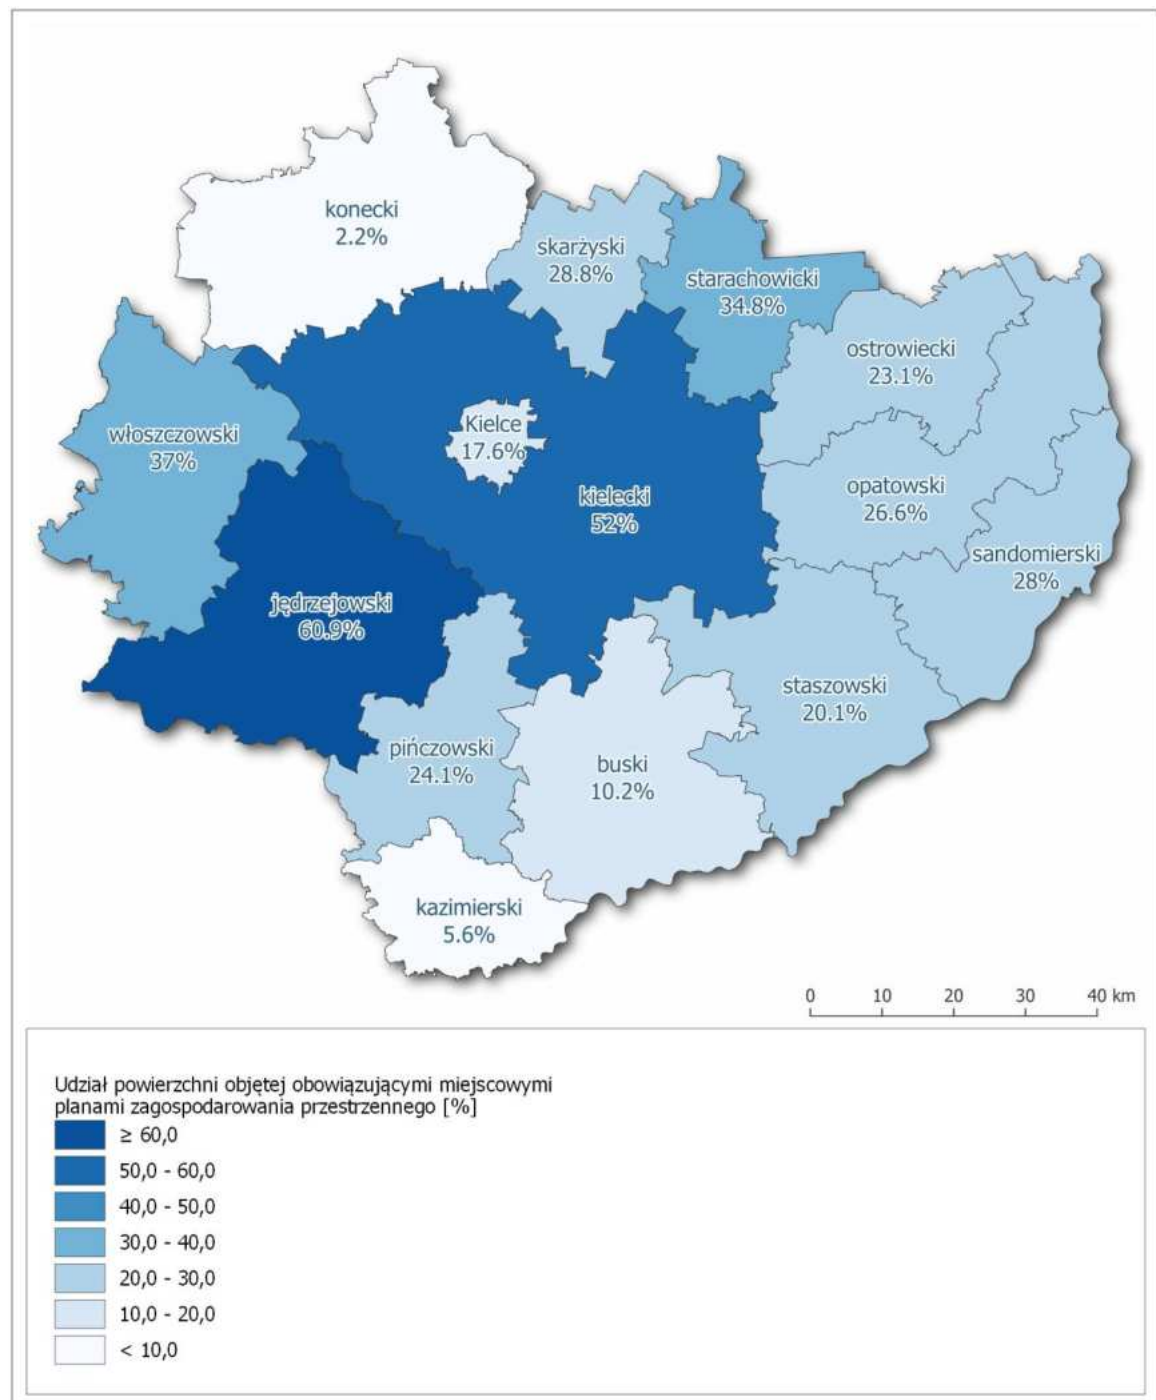 konecki
2.2%
skarżyski
28.8%
starachowicki
34.8%
ostrowiecki
23.1%
włoszczowski
37%
Kielce
17.6%
kielecki
52%
opatowski
26.6%
sandomierski
28%
jędrzejowski
60.9%
staszowski
20.1%
pińczowski
24.1%
buski
10.2%
kazimierski
5.6%
0 10 20 30 40 km
Udział powierzchni objętej obowiązującymi miejscowymi
planami zagospodarowania przestrzennego [%]
≥ 60,0
50,0 - 60,0
40,0 - 50,0
30,0 - 40,0
20,0 - 30,0
10,0 - 20,0
< 10,0